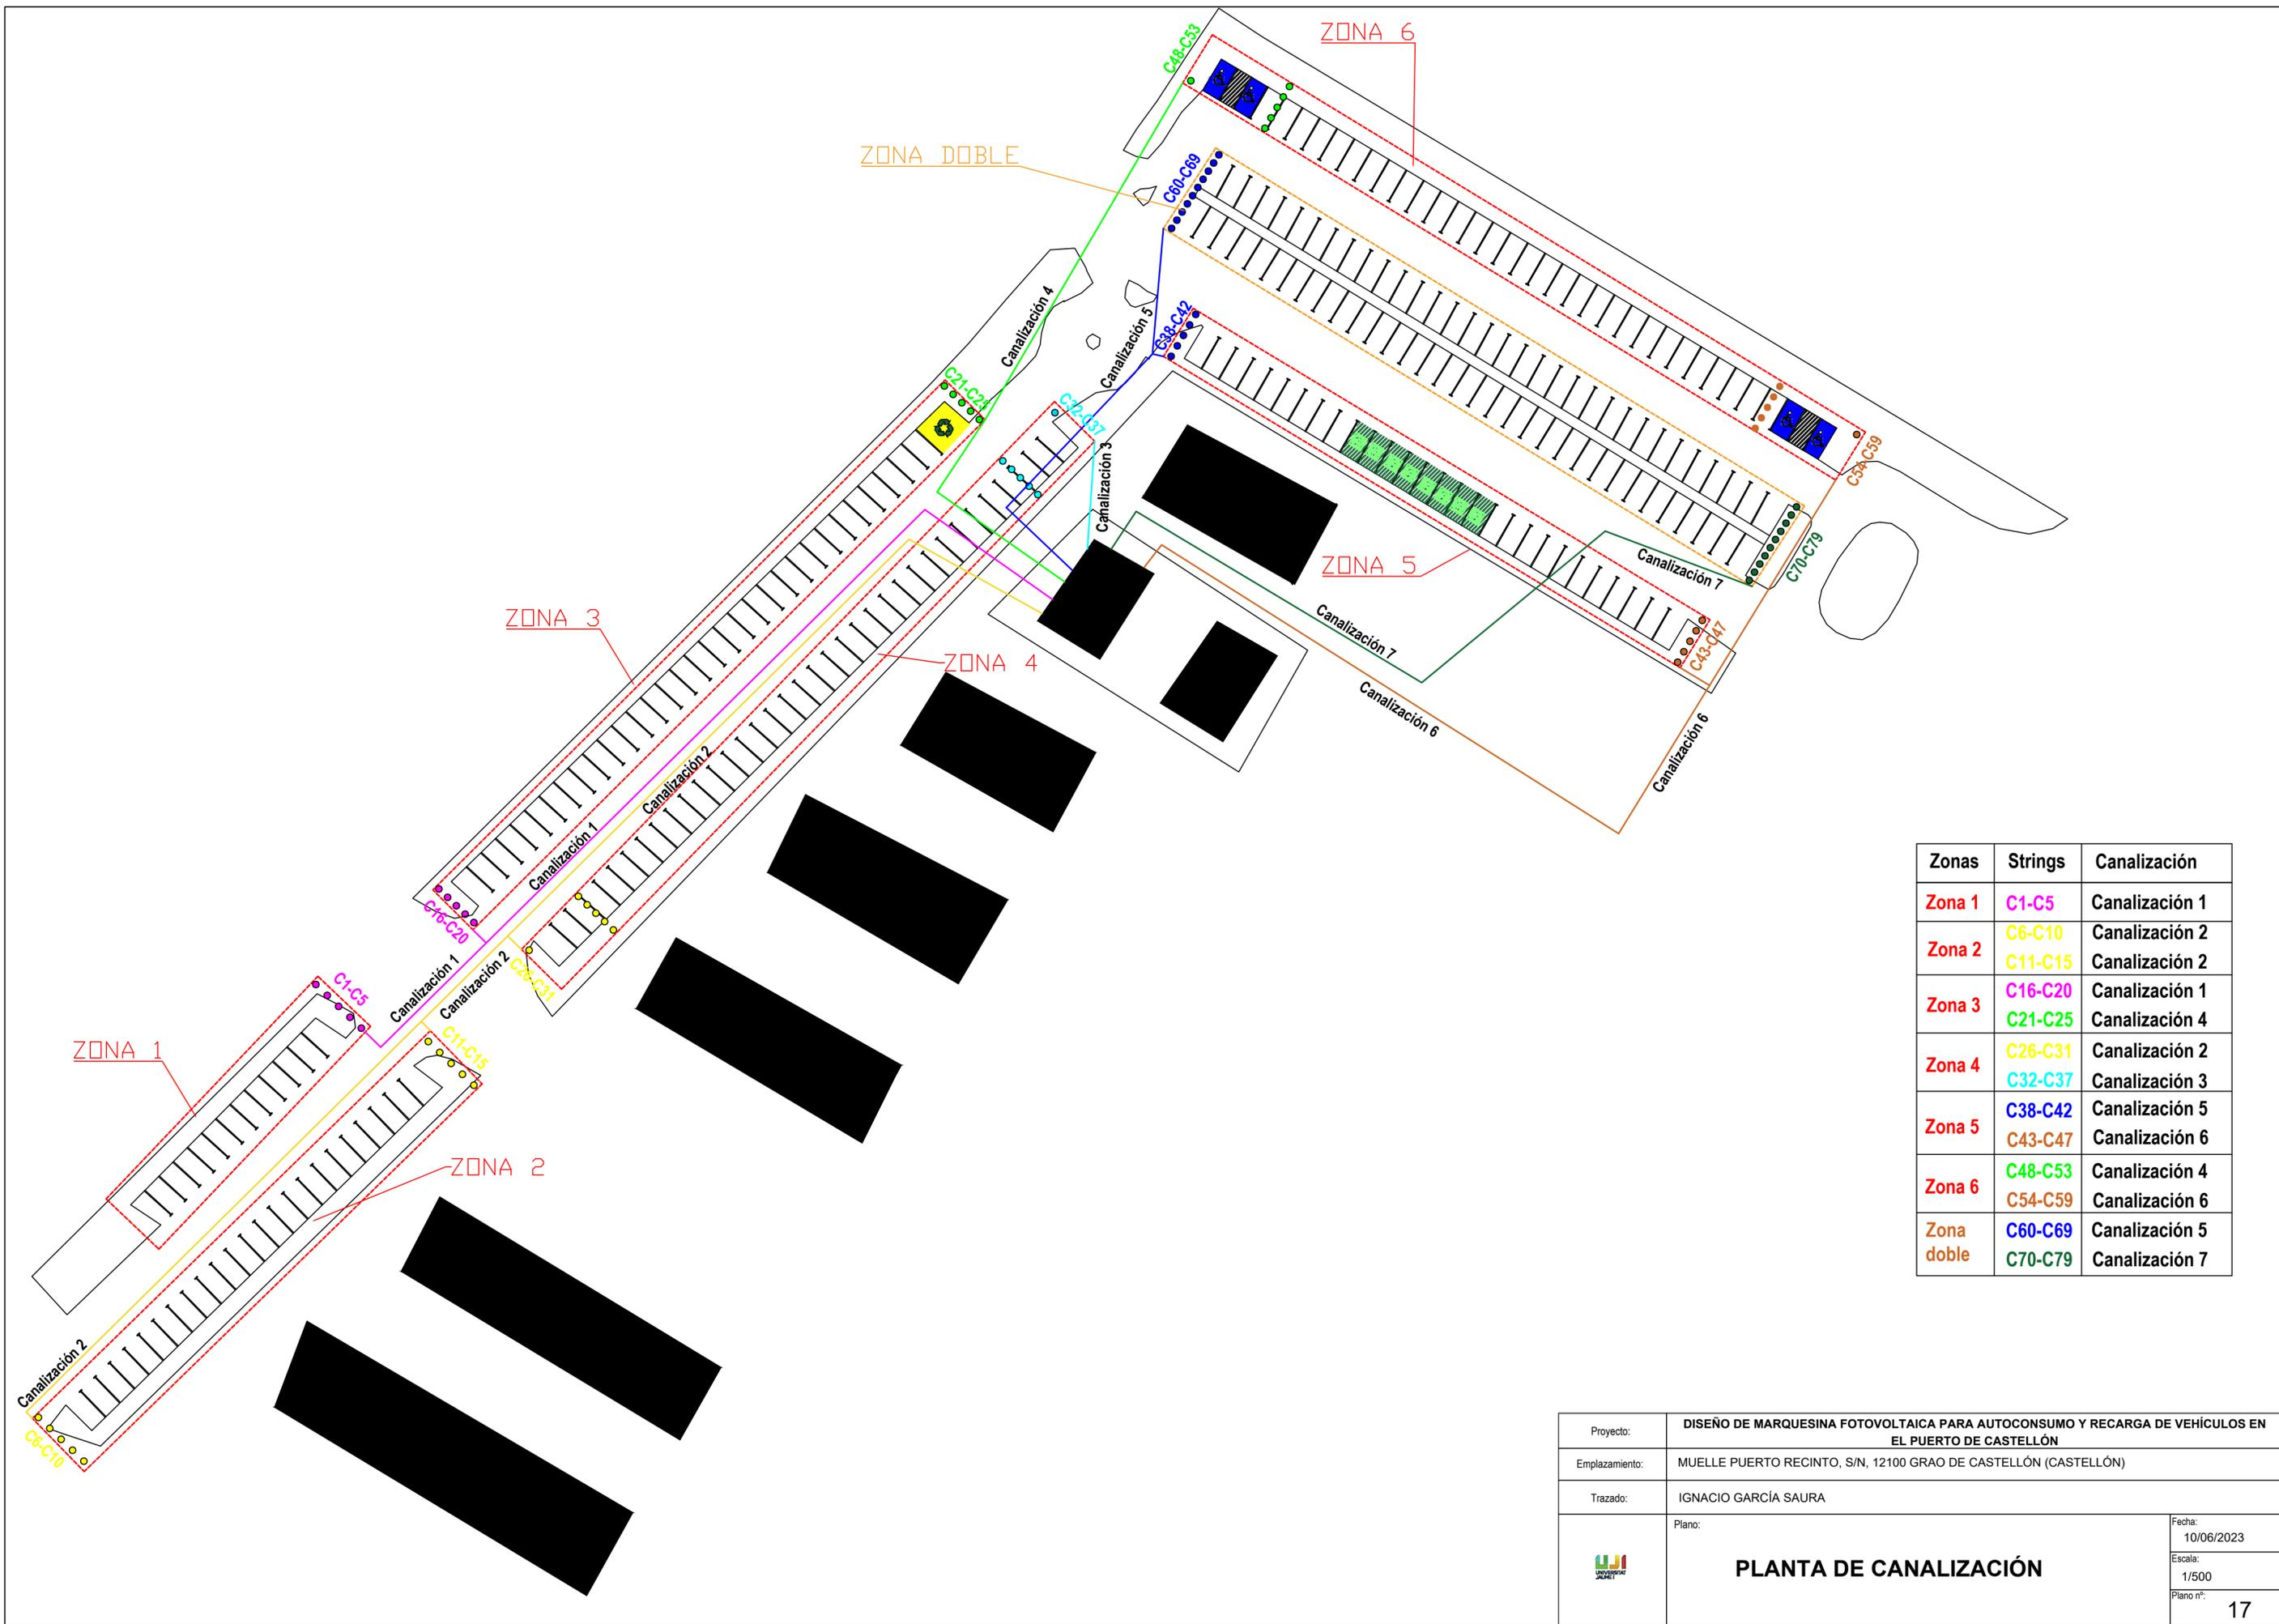 ZONA 6
C48-C53
ZONA DOBLE
C60-C69
Canalización 4
C38-C42
Canalización 5
C21-C25
C32-C37
Canalización 3
C54-C59
ZONA 5
Canalización 7
C70-C79
ZONA 3
Canalización 7
ZONA 4
C43-C47
Canalización 6
Canalización 6
Canalización 2
Canalización 1
C16-C20
Canalización 1
Canalización 2
C26-C31
C1-C5
ZONA 1
C11-C15
ZONA 2
Canalización 2
C6-C10
Zonas Strings Canalización
Zona 1 C1-C5 Canalización 1
Zona 2 C6-C10 Canalización 2
C11-C15 Canalización 2
Zona 3 C16-C20 Canalización 1
C21-C25 Canalización 4
Zona 4 C26-C31 Canalización 2
C32-C37 Canalización 3
Zona 5 C38-C42 Canalización 5
C43-C47 Canalización 6
Zona 6 C48-C53 Canalización 4
C54-C59 Canalización 6
Zona doble C60-C69 Canalización 5
C70-C79 Canalización 7
Proyecto: DISEÑO DE MARQUESINA FOTOVOLTAICA PARA AUTOCONSUMO Y RECARGA DE VEHÍCULOS EN
EL PUERTO DE CASTELLÓN
Emplazamiento: MUELLE PUERTO RECINTO, S/N, 12100 GRAO DE CASTELLÓN (CASTELLÓN)
Trazado: IGNACIO GARCÍA SAURA
UJI
UNIVERSITAT
JAUME I
Plano:
PLANTA DE CANALIZACIÓN
Fecha:
10/06/2023
Escala:
1/500
Plano nº:
17